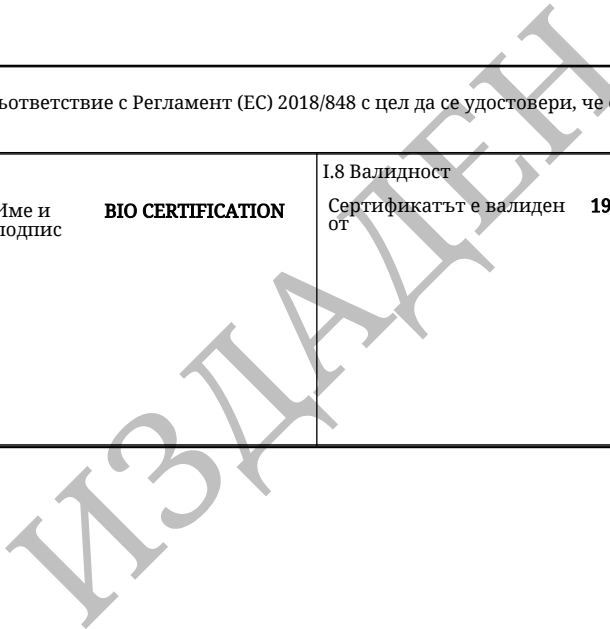 ъответствие с Регламент (ЕС) 2018/848 с цел да се удостовери, че
Име и
подпис
BIO CERTIFICATION
I.8 Валидност
Сертификатът е валиден
от
19
ИЗДАДЕН